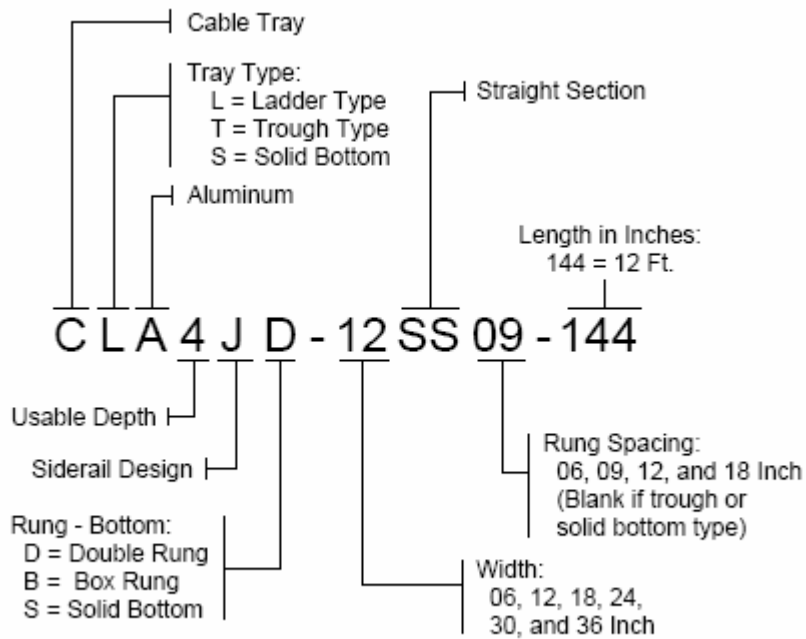 Cable Tray
Tray Type:
L = Ladder Type
T = Trough Type
S = Solid Bottom
Straight Section
Aluminum
Length in Inches:
144 = 12 Ft.
CLA4JD-12SS09-144
Usable Depth
Siderail Design
Rung - Bottom:
D = Double Rung
B = Box Rung
S = Solid Bottom
Rung Spacing:
06, 09, 12, and 18 Inch
(Blank if trough or
solid bottom type)
Width:
06, 12, 18, 24,
30, and 36 Inch